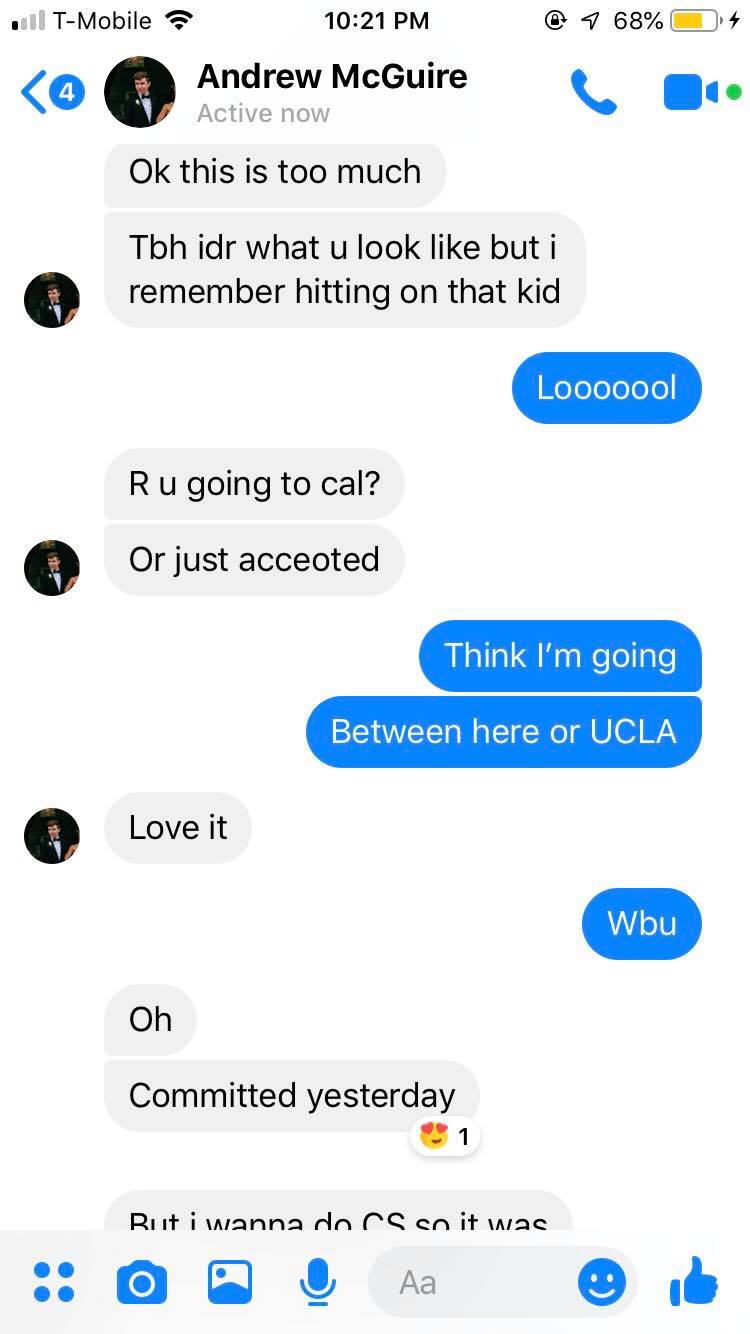 T-Mobile 10:21 PM 68%
4 Andrew McGuire
Active now
Ok this is too much
Tbh idr what u look like but i
remember hitting on that kid
Looooool
R u going to cal?
Or just acceoted
Think I'm going
Between here or UCLA
Love it
Wbu
Oh
Committed yesterday
1
But i wanna do CS so it was
Aa